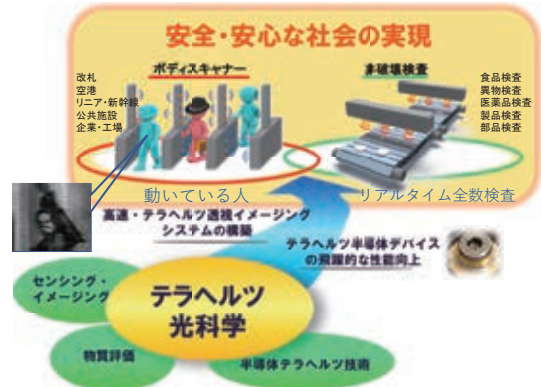 安全・安心な社会の実現
ボディスキャナー
非破壊検査
改札
空港
リニア・新幹線
公共施設
企業・工場
食品検査
異物検査
医薬品検査
製品検査
部品検査
動いている人
リアルタイム全数検査
高速・テラヘルツ透視イメージング
システムの構築
テラヘルツ半導体デバイス
の飛躍的な性能向上
センシング・
イメージング
テラヘルツ
光科学
物質評価
半導体テラヘルツ技術